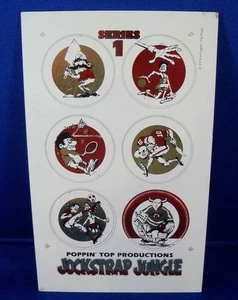 SERIES
1
POPPIN' TOP PRODUCTIONS
JOCKSTRAP JUNGLE